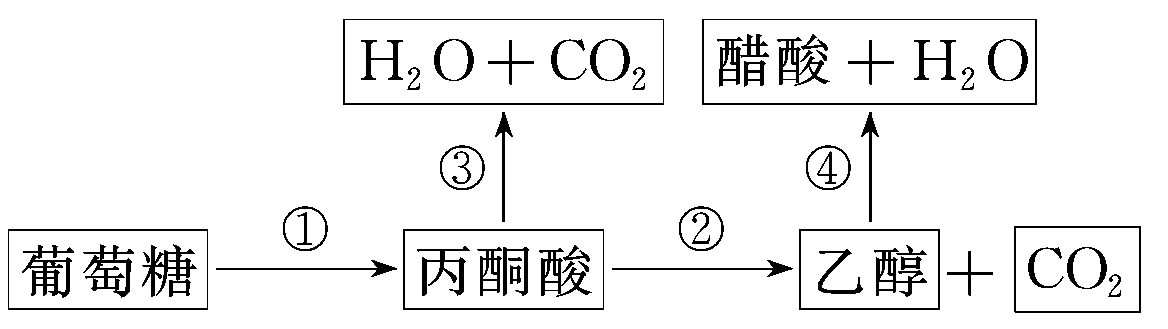 H₂O+CO₂ 醋酸+H₂O
③ ④
① ②
葡萄糖 丙酮酸 乙醇+CO₂